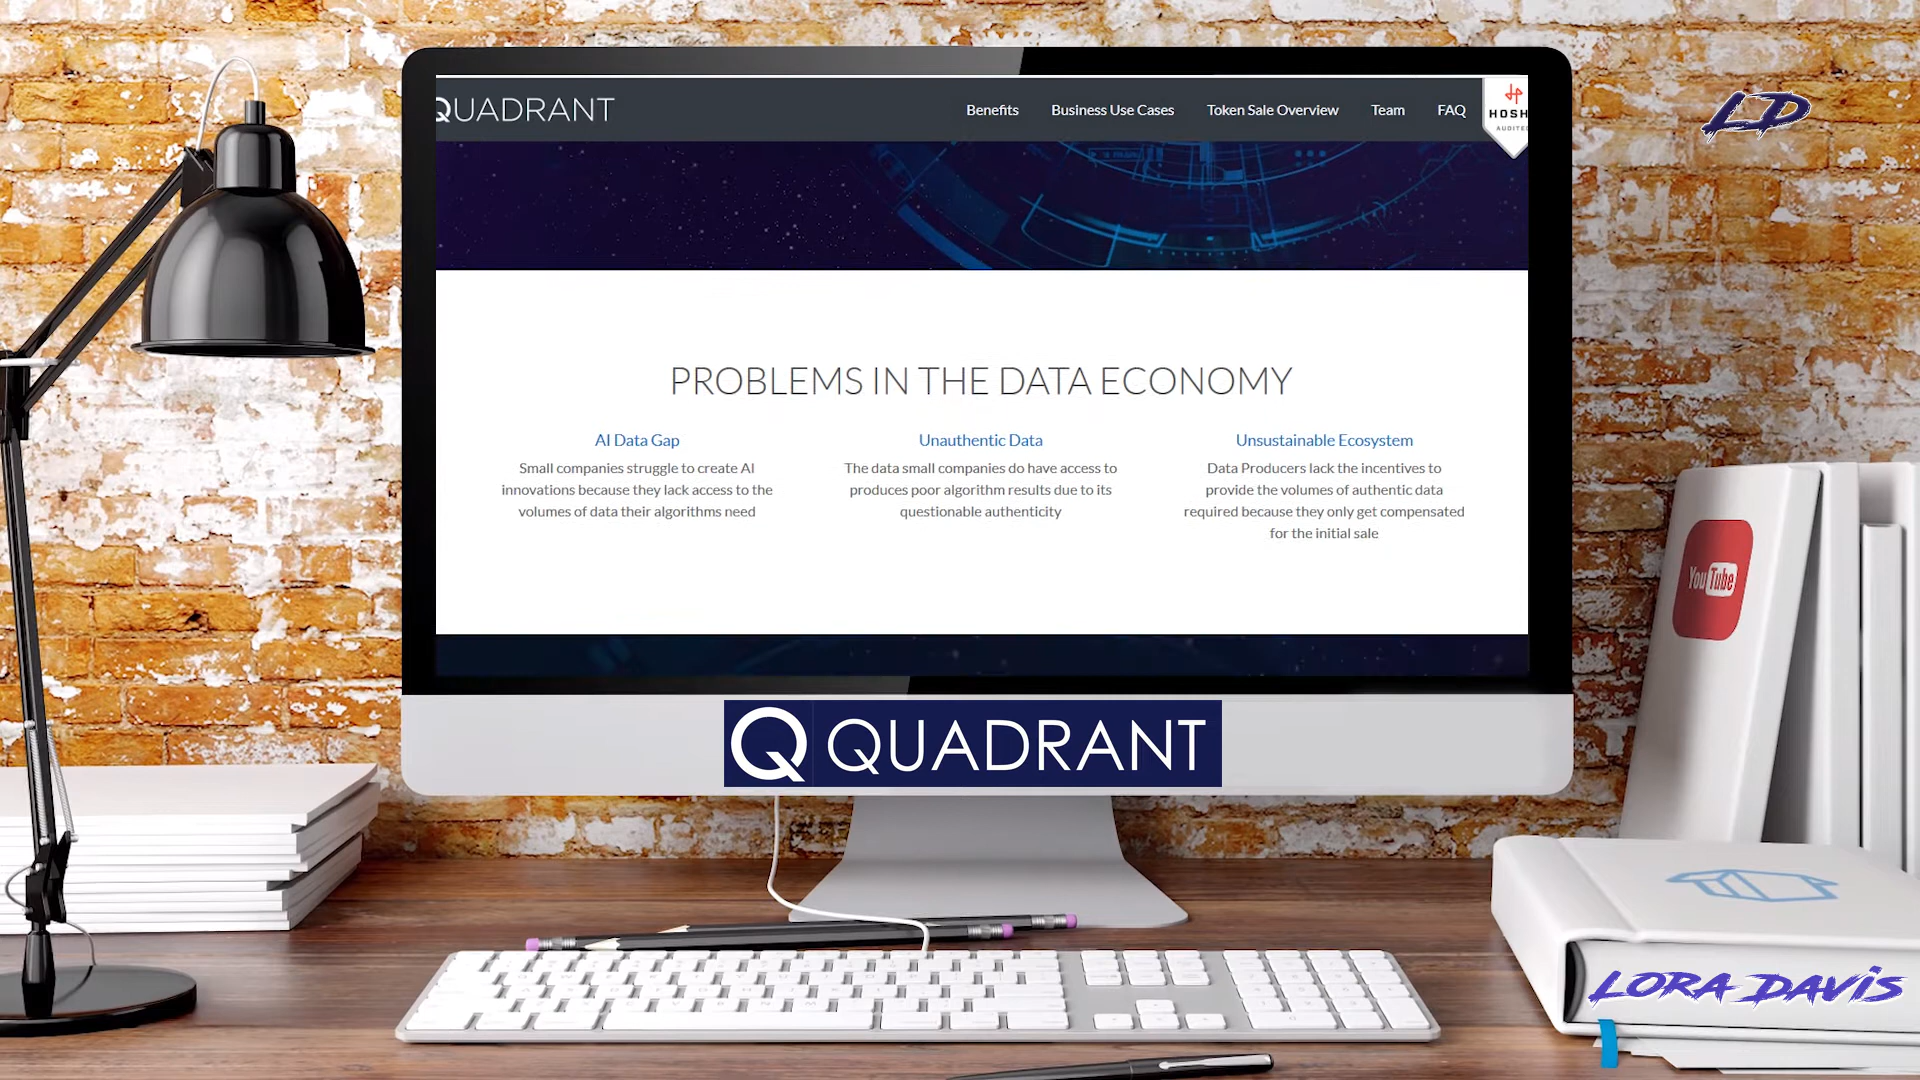 QUADRANT
Benefits
Business Use Cases
Token Sale Overview
Team
FAQ
HOSH
AUDITED
LD
PROBLEMS IN THE DATA ECONOMY
AI Data Gap
Small companies struggle to create AI
innovations because they lack access to the
volumes of data their algorithms need
Unauthentic Data
The data small companies do have access to
produces poor algorithm results due to its
questionable authenticity
Unsustainable Ecosystem
Data Producers lack the incentives to
provide the volumes of authentic data
required because they only get compensated
for the initial sale
YouTube
Q QUADRANT
LORA DAVIS